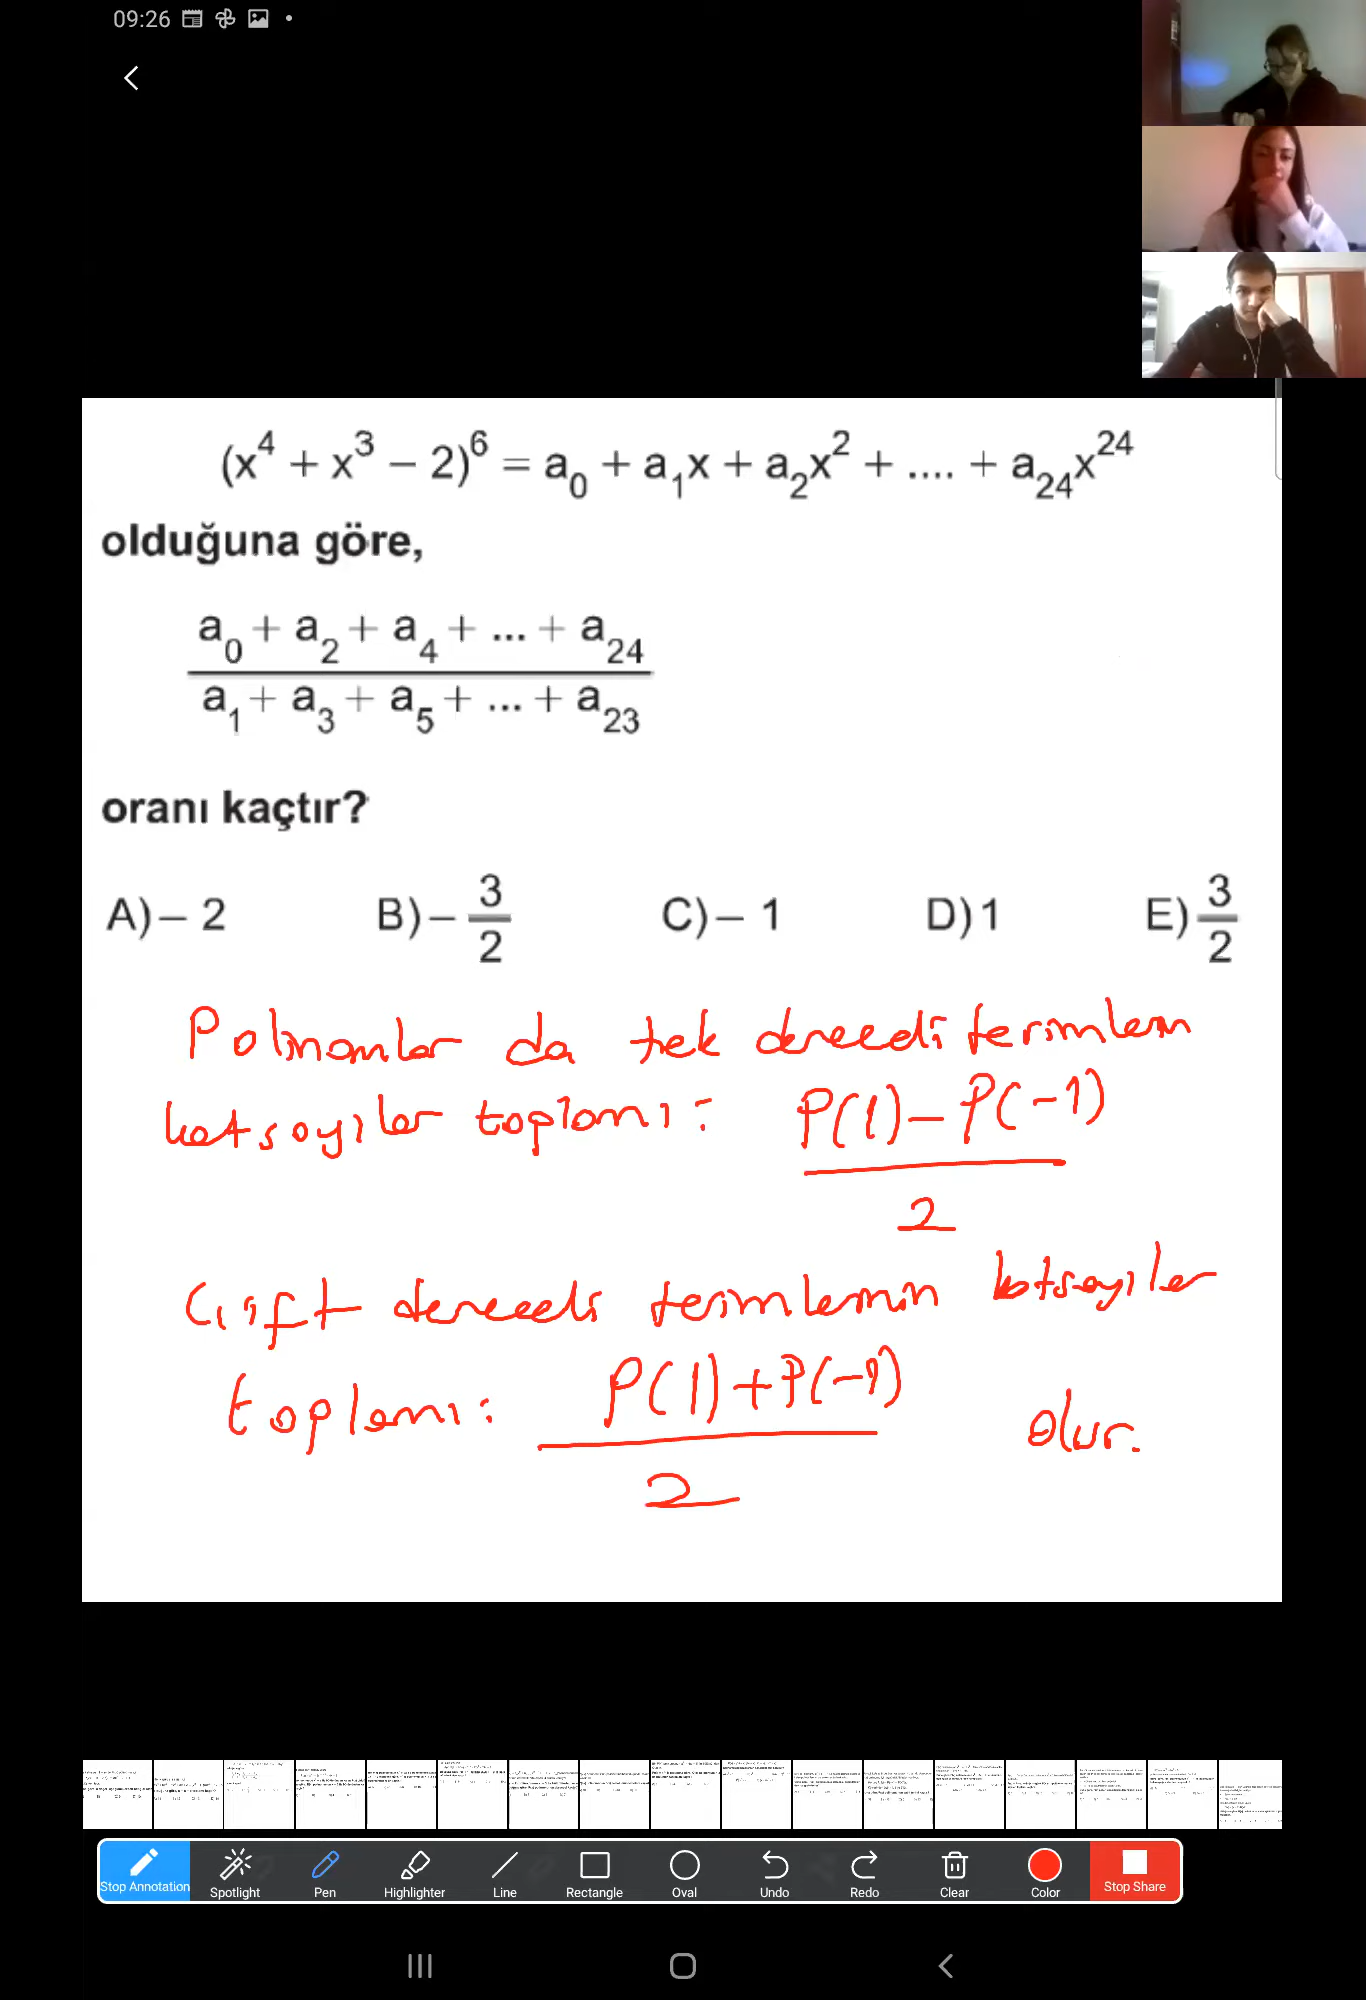 09:26
(x⁴ + x³ − 2)⁶ = a₀ + a₁x + a₂x² + .... + a₂₄x²⁴
olduğuna göre,
a₀ + a₂ + a₄ + ... + a₂₄
a₁ + a₃ + a₅ + ... + a₂₃
oranı kaçtır?
A) − 2 B) − 3/2 C) − 1 D) 1 E) 3/2
Polinomlar da tek dereceli terimlerin
katsayılar toplamı : P(1) − P(−1)
2
Çift dereceli terimlerinin katsayılar
toplamı : P(1) + P(−1) olur.
2
Stop Annotation Spotlight Pen Highlighter Line Rectangle Oval Undo Redo Clear Color Stop Share